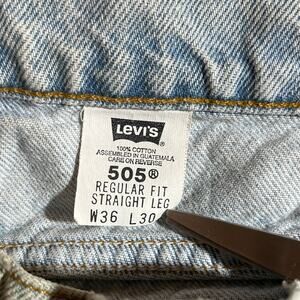 LEVI'S®
100% COTTON
ASSEMBLED IN GUATEMALA
CARE ON REVERSE
505®
REGULAR FIT
STRAIGHT LEG
W36 L30